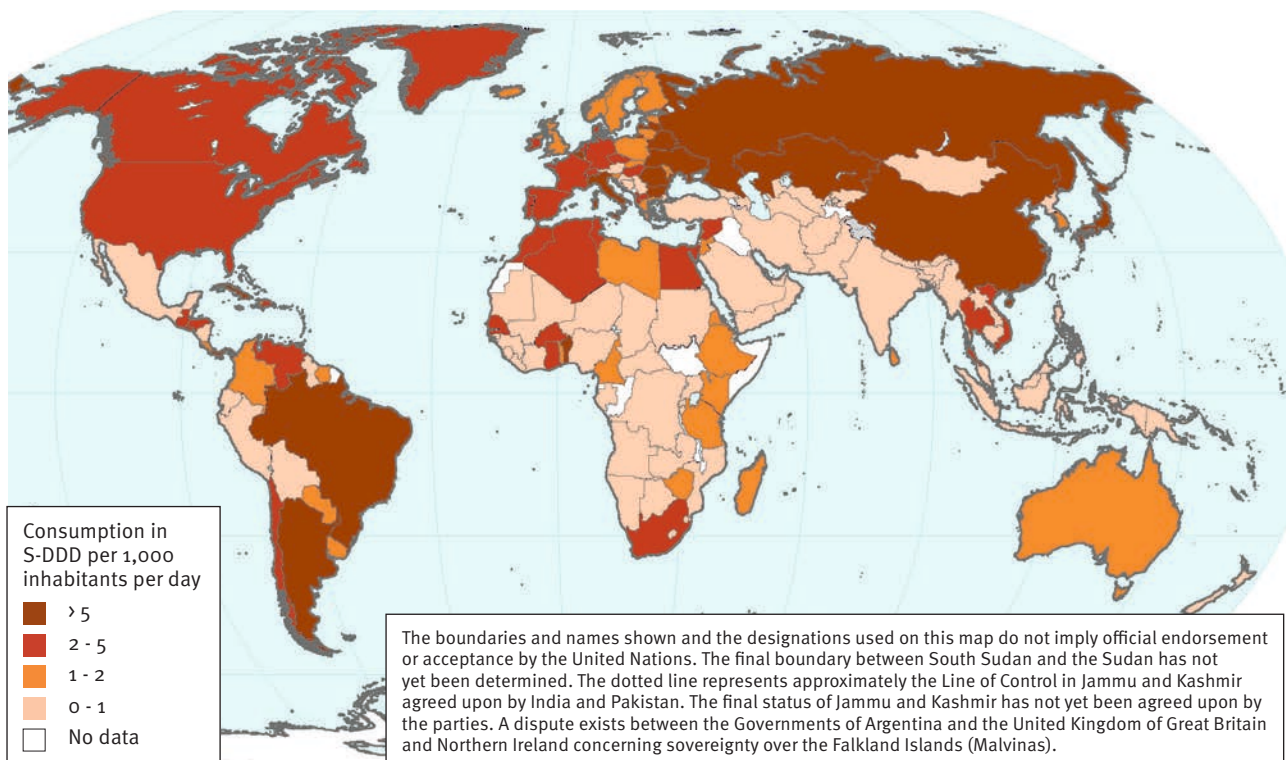 Consumption in
S-DDD per 1,000
inhabitants per day
> 5
2 - 5
1 - 2
0 - 1
No data
The boundaries and names shown and the designations used on this map do not imply official endorsement
or acceptance by the United Nations. The final boundary between South Sudan and the Sudan has not
yet been determined. The dotted line represents approximately the Line of Control in Jammu and Kashmir
agreed upon by India and Pakistan. The final status of Jammu and Kashmir has not yet been agreed upon by
the parties. A dispute exists between the Governments of Argentina and the United Kingdom of Great Britain
and Northern Ireland concerning sovereignty over the Falkland Islands (Malvinas).